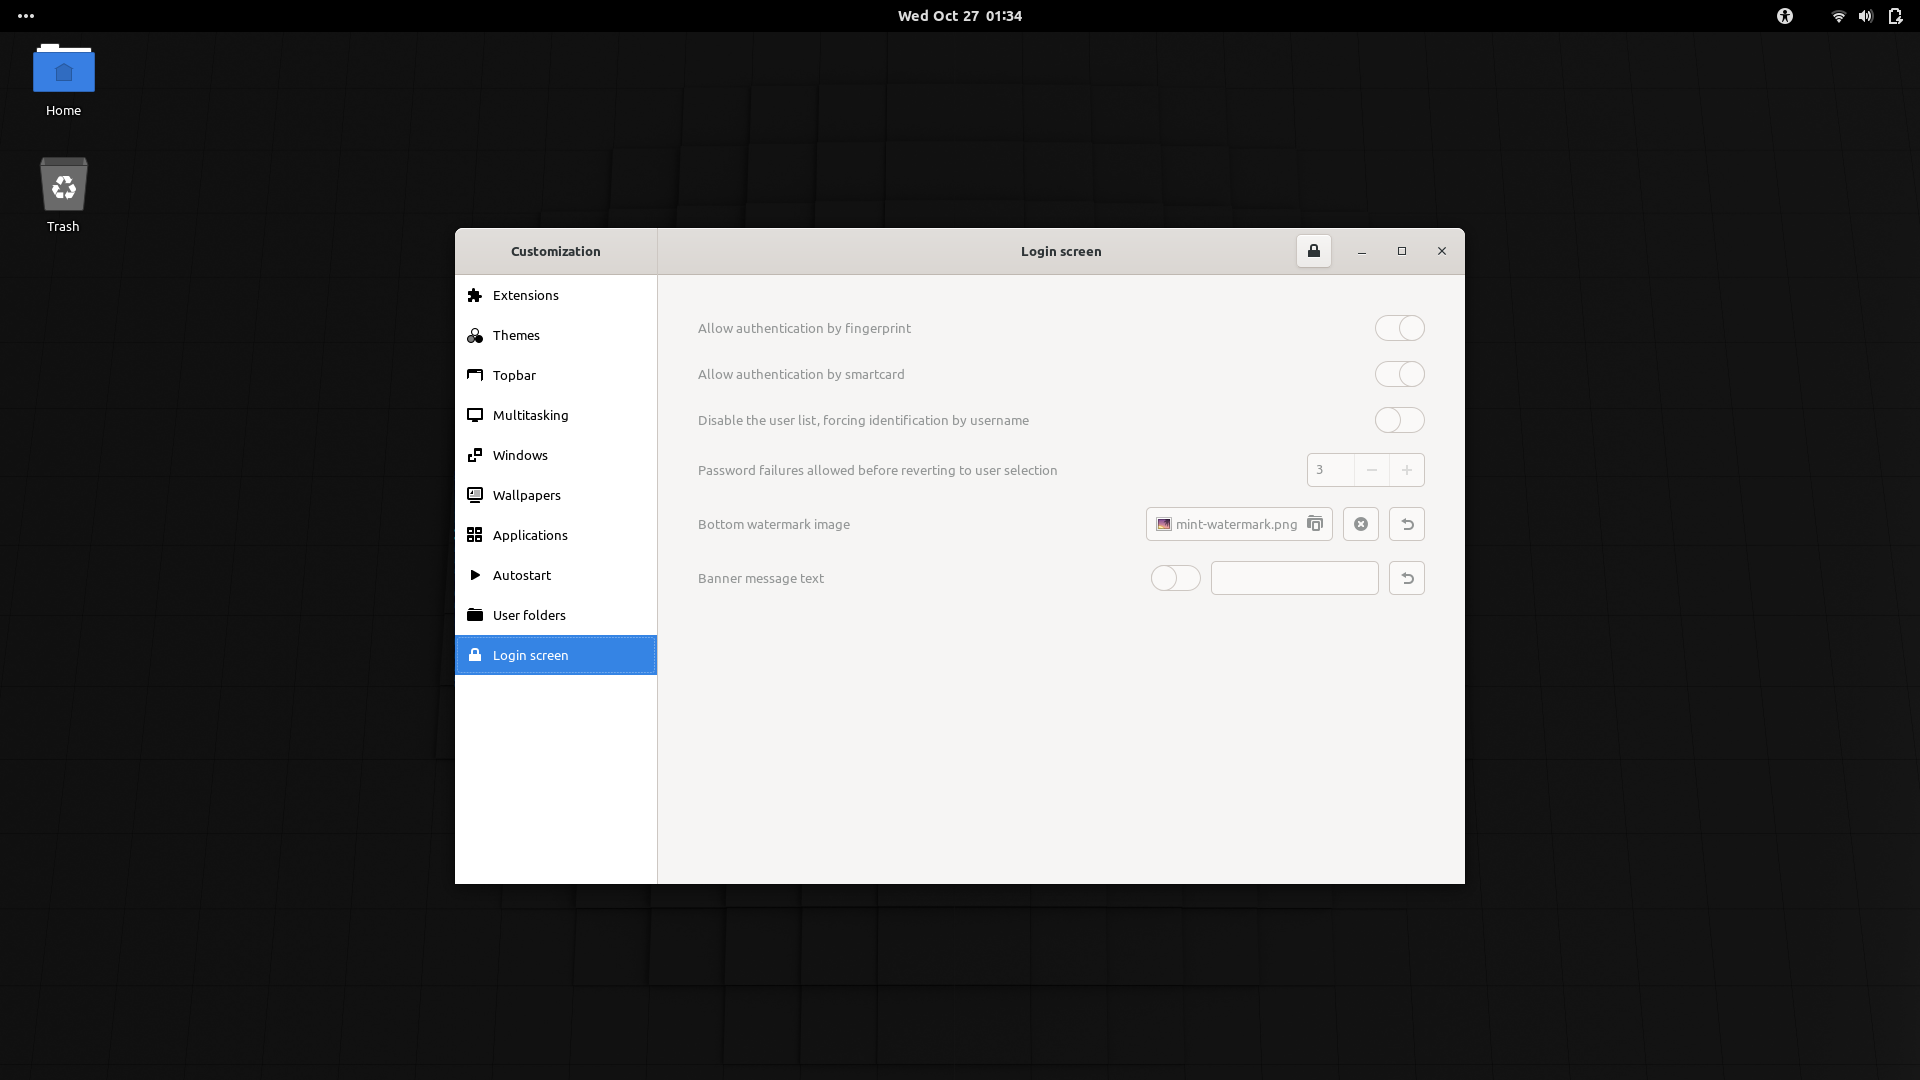 Wed Oct 27 01:34
Home
Trash
Customization
Login screen
Extensions
Themes
Topbar
Multitasking
Windows
Wallpapers
Applications
Autostart
User folders
Login screen
Allow authentication by fingerprint
Allow authentication by smartcard
Disable the user list, forcing identification by username
Password failures allowed before reverting to user selection 3
Bottom watermark image mint-watermark.png
Banner message text